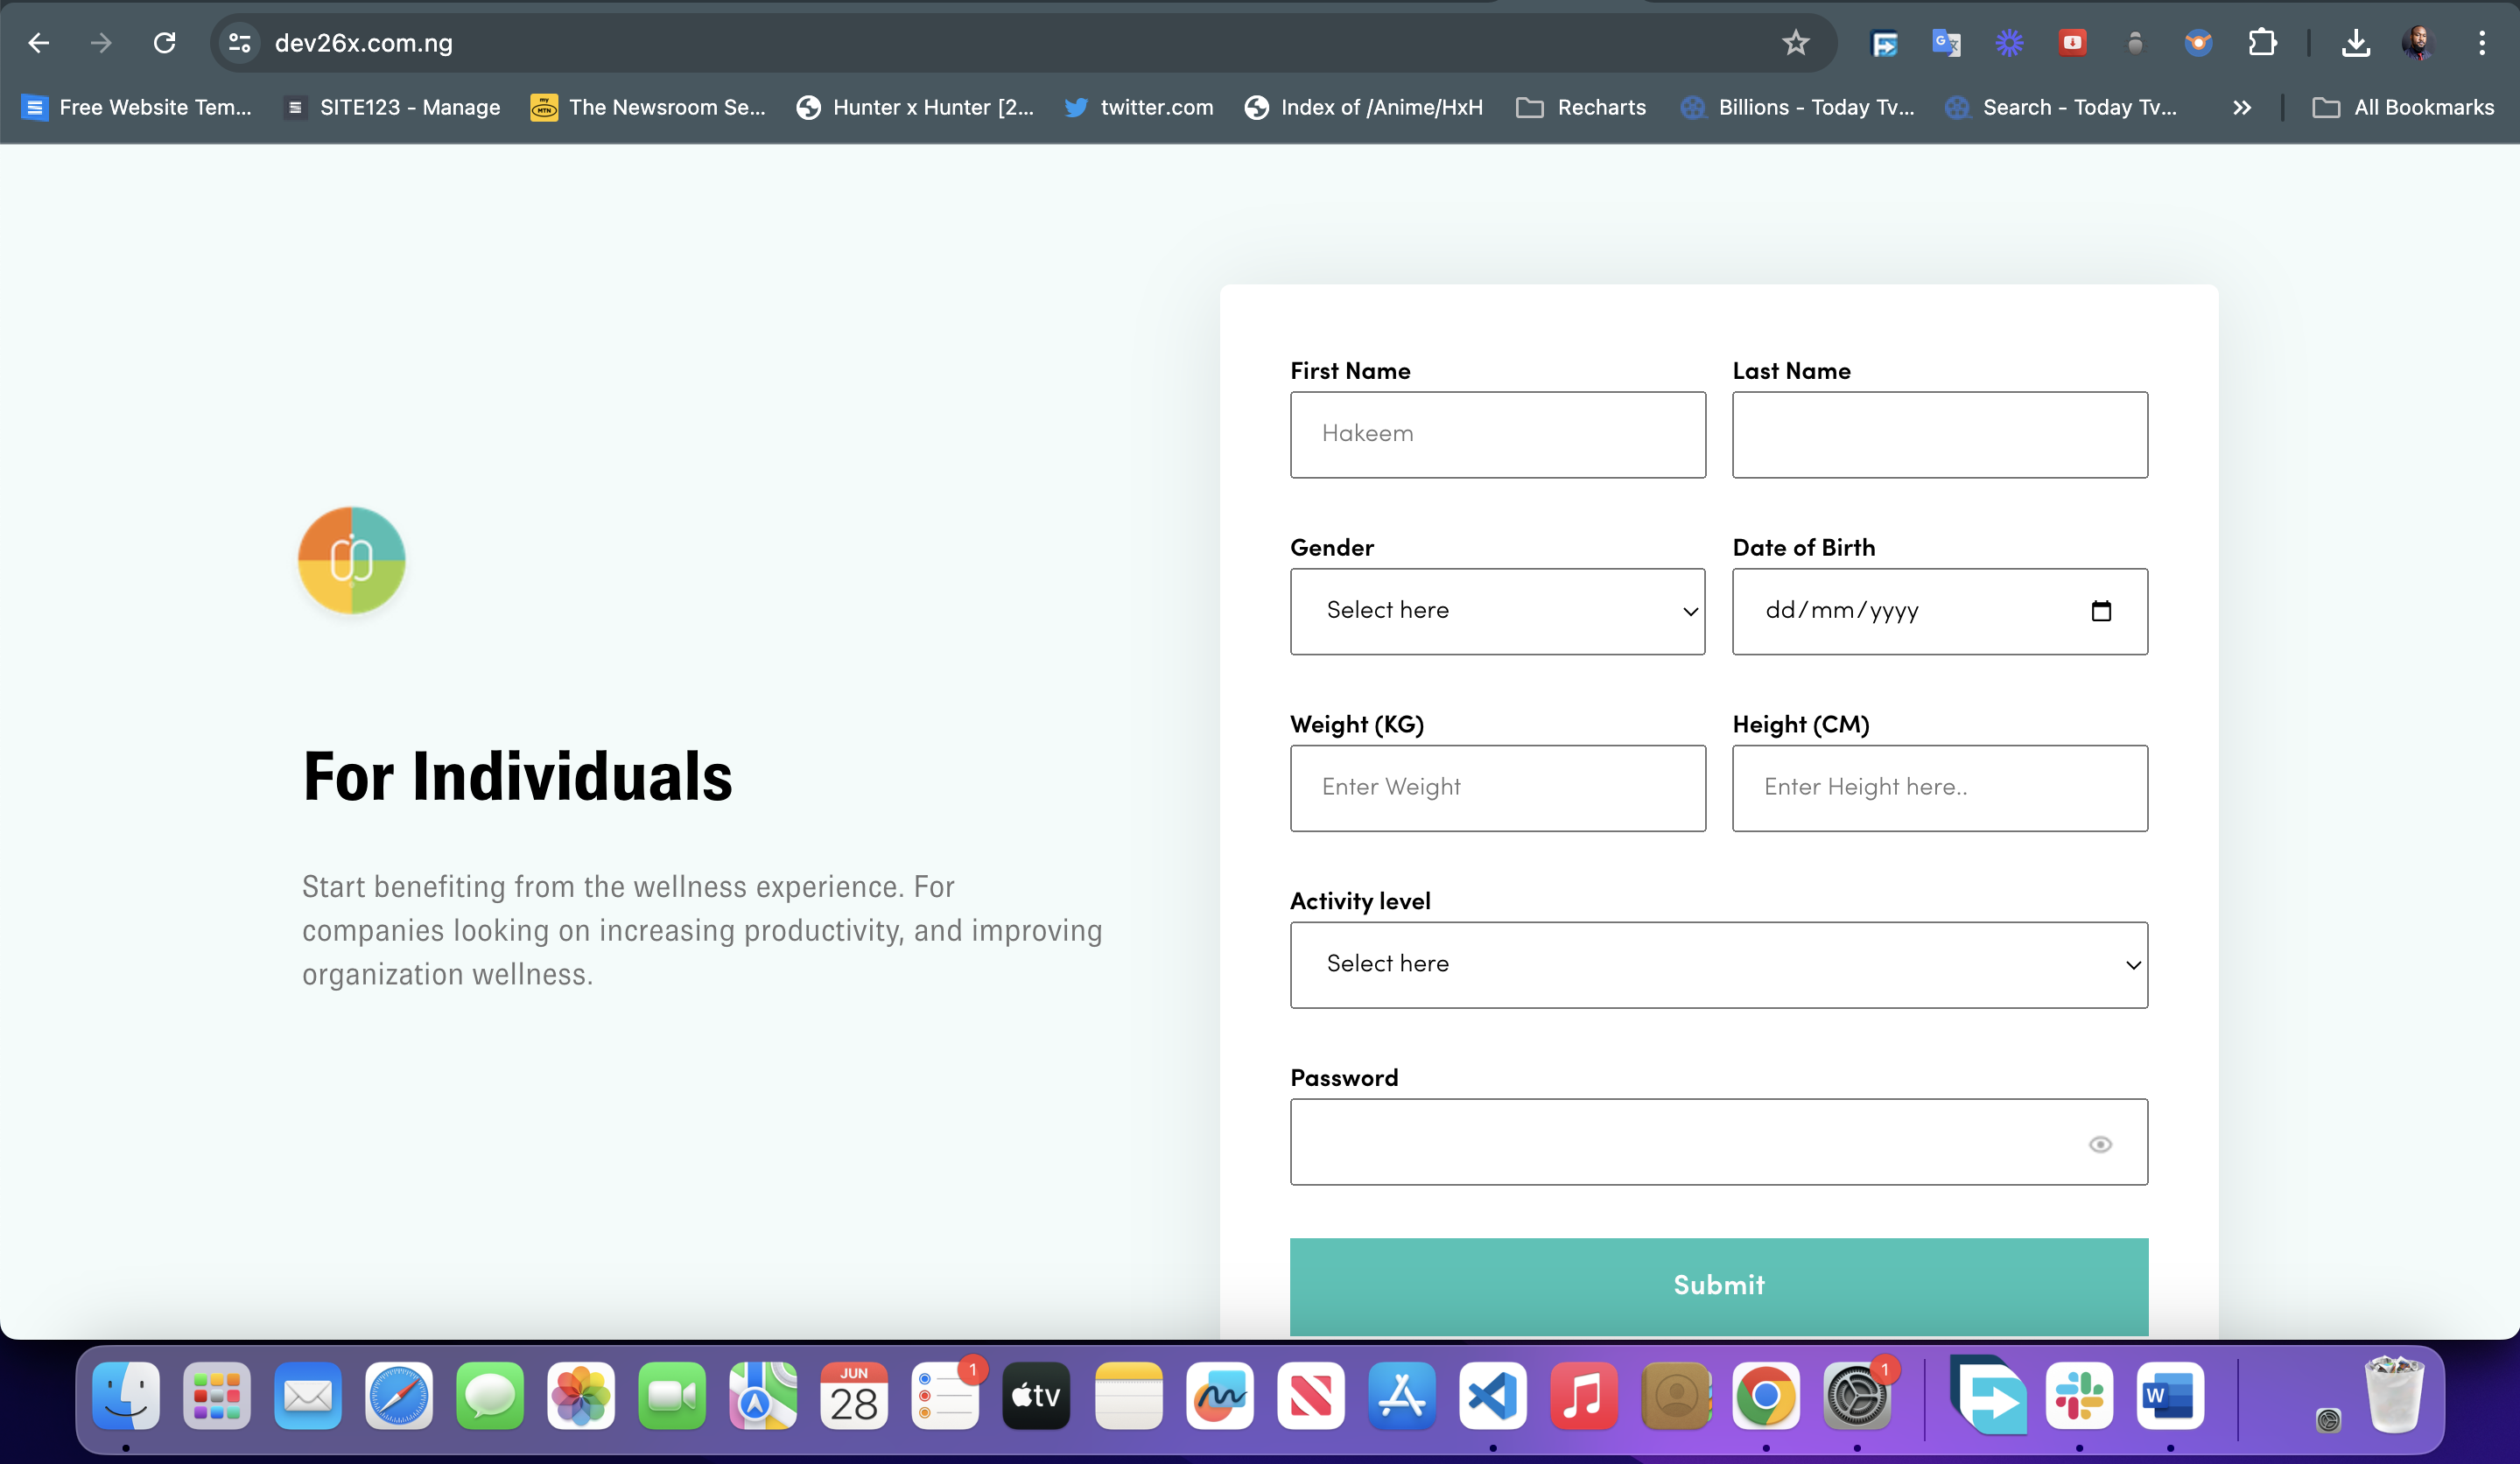 dev26x.com.ng
Free Website Tem...
SITE123 - Manage
The Newsroom Se...
Hunter x Hunter [2...
twitter.com
Index of /Anime/HxH
Recharts
Billions - Today Tv...
Search - Today Tv...
All Bookmarks
First Name
Last Name
Hakeem
Gender
Date of Birth
Select here
dd/mm/yyyy
For Individuals
Weight (KG)
Height (CM)
Enter Weight
Enter Height here..
Start benefiting from the wellness experience. For
companies looking on increasing productivity, and improving
organization wellness.
Activity level
Select here
Password
Submit
JUN
28
1
tv
1
W